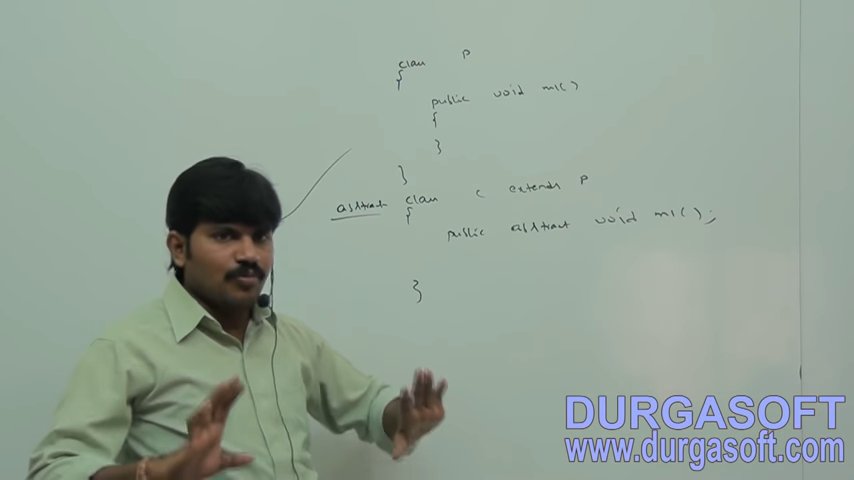 class P
{
public void m1()
{
}
}
abstract class C extends P
{
public abstract void m1();
}
DURGASOFT
www.durgasoft.com